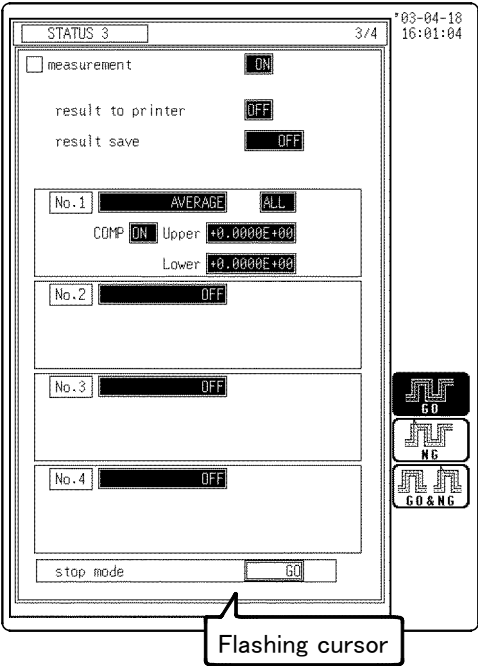 '03-04-18
STATUS 3 3/4 16:01:04
measurement ON
result to printer OFF
result save OFF
No.1 AVERAGE ALL
COMP ON Upper +0.0000E+00
Lower +0.0000E+00
No.2 OFF
No.3 OFF
GO
NG
No.4 OFF
GO&NG
stop mode GO
Flashing cursor